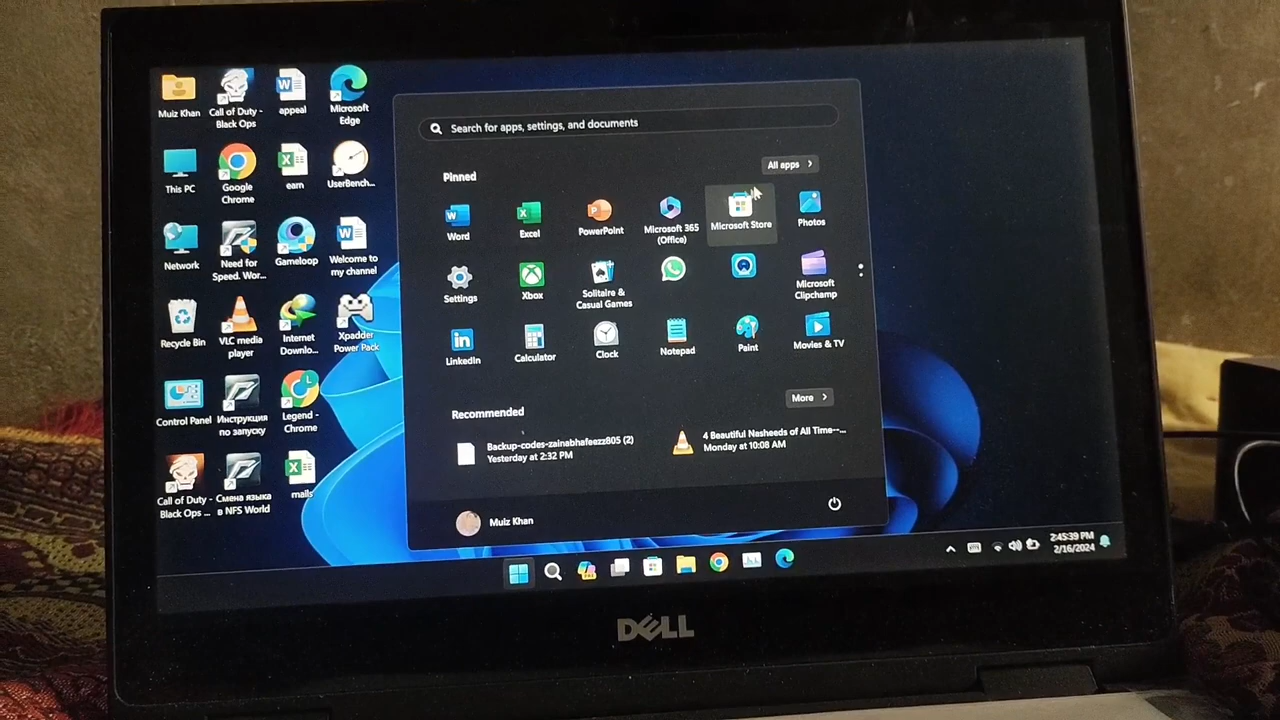 Muiz Khan
Call of Duty -
Black Ops
appeal
Microsoft
Edge
This PC
Google
Chrome
earn
UserBench...
Network
Need for
Speed. Wor...
Gameloop
Welcome to
my channel
Recycle Bin
VLC media
player
Internet
Downlo...
Xpadder
Power Pack
Control Panel
Инструкция
по запуску
Legend -
Chrome
Call of Duty -
Black Ops ...
Смена языка
в NFS World
mails
Search for apps, settings, and documents
Pinned
All apps >
Word
Excel
PowerPoint
Microsoft 365
(Office)
Microsoft Store
Photos
Settings
Xbox
Solitaire &
Casual Games
Microsoft
Clipchamp
LinkedIn
Calculator
Clock
Notepad
Paint
Movies & TV
Recommended
More >
Backup-codes-zainabhafeezz805 (2)
Yesterday at 2:32 PM
4 Beautiful Nasheeds of All Time--...
Monday at 10:08 AM
Muiz Khan
2:45:39 PM
2/16/2024
DELL